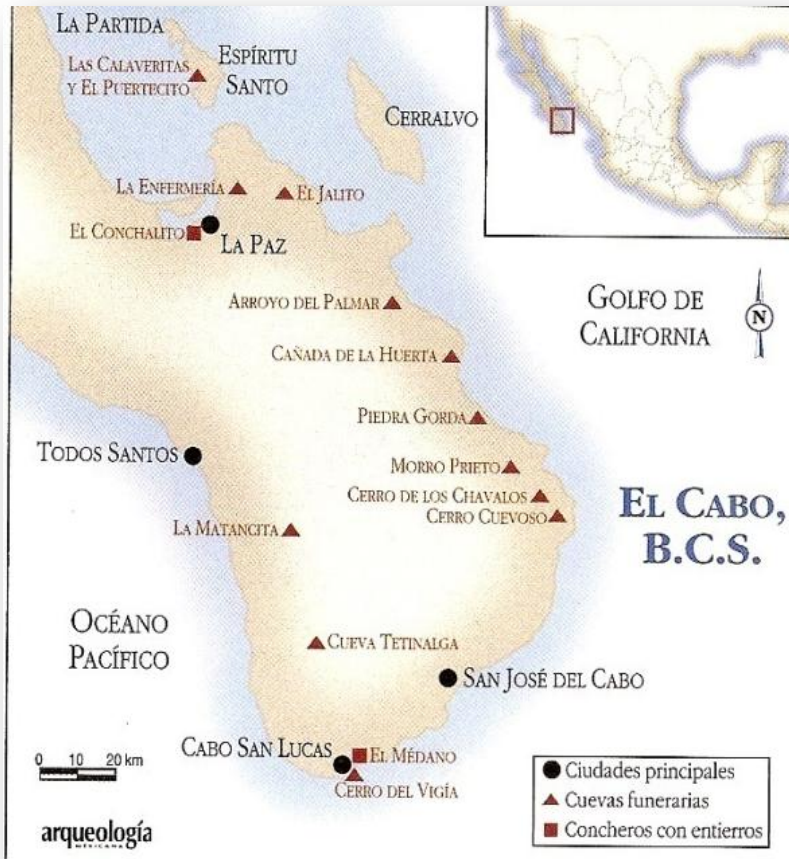 LA PARTIDA
LAS CALAVERITAS
Y EL PUERTECITO
ESPÍRITU
SANTO
CERRALVO
LA ENFERMERÍA
EL JALITO
EL CONCHALITO
LA PAZ
ARROYO DEL PALMAR
GOLFO DE
CALIFORNIA
N
CAÑADA DE LA HUERTA
PIEDRA GORDA
TODOS SANTOS
MORRO PRIETO
CERRO DE LOS CHAVALOS
CERRO CUEVOSO
EL CABO,
B.C.S.
LA MATANCITA
OCÉANO
PACÍFICO
CUEVA TETINALGA
SAN JOSÉ DEL CABO
CABO SAN LUCAS
EL MÉDANO
CERRO DEL VIGÍA
0 10 20 km
Ciudades principales
Cuevas funerarias
Concheros con entierros
arqueología
MEXICANA